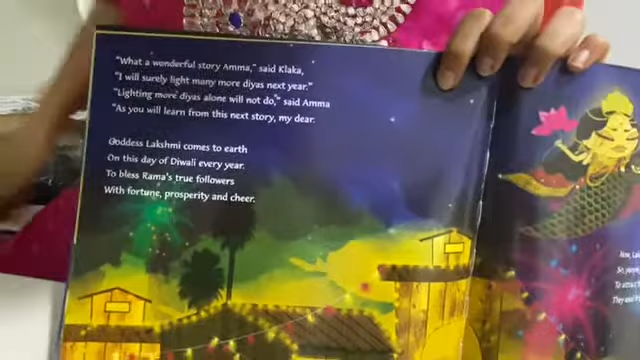 "What a wonderful story Amma," said Klaka,
"I will surely light many more diyas next year."
"Lighting more diyas alone will not do," said Amma
"As you will learn from this next story, my dear.
Goddess Lakshmi comes to earth
On this day of Diwali every year.
To bless Rama's true followers
With fortune, prosperity and cheer.
Now, Lak